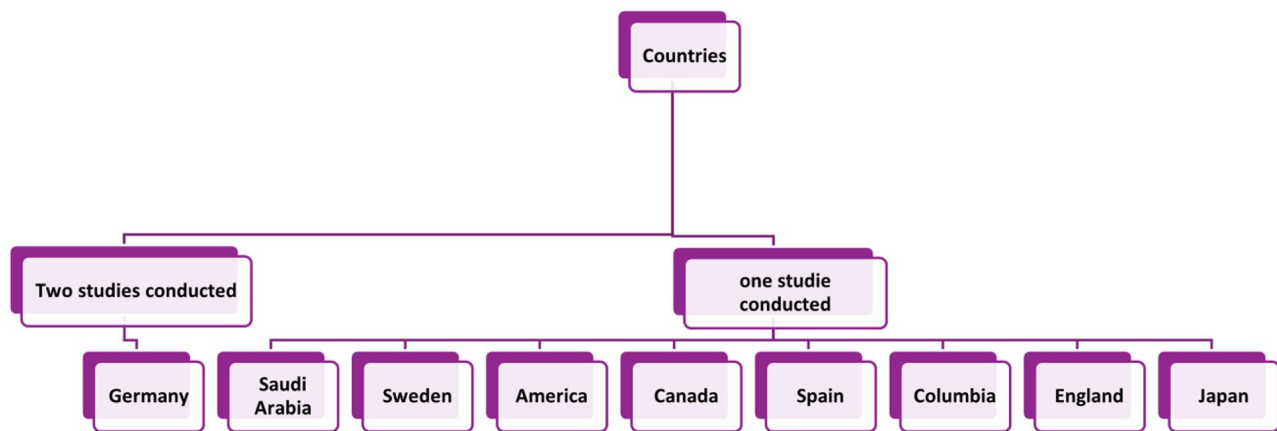 Countries
Two studies conducted
one studie
conducted
Germany
Saudi
Arabia
Sweden
America
Canada
Spain
Columbia
England
Japan